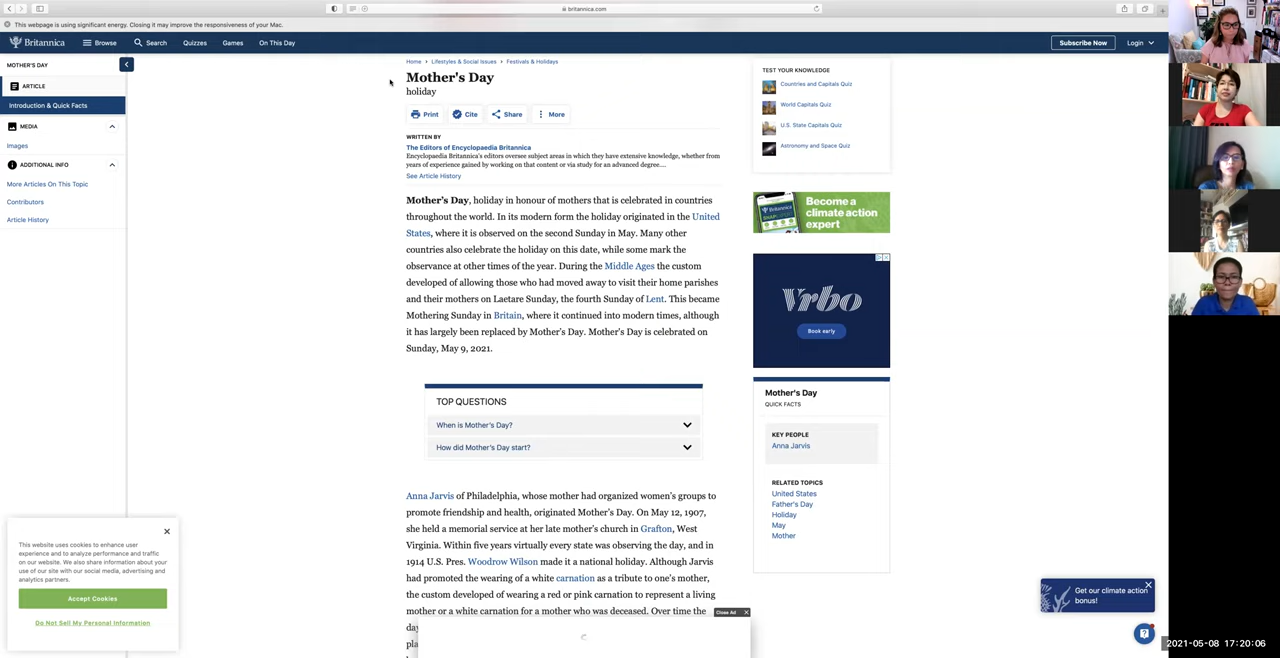 britannica.com
This webpage is using significant energy. Closing it may improve the responsiveness of your Mac.
Britannica
Browse
Search
Quizzes
Games
On This Day
Subscribe Now
Login
MOTHER'S DAY
ARTICLE
Introduction & Quick Facts
MEDIA
Images
ADDITIONAL INFO
More Articles On This Topic
Contributors
Article History
Home
Lifestyles & Social Issues
Festivals & Holidays
Mother's Day
holiday
Print
Cite
Share
More
WRITTEN BY
The Editors of Encyclopaedia Britannica
Encyclopaedia Britannica's editors oversee subject areas in which they have extensive knowledge, whether from
years of experience gained by working on that content or via study for an advanced degree....
See Article History
Mother's Day, holiday in honour of mothers that is celebrated in countries
throughout the world. In its modern form the holiday originated in the United
States, where it is observed on the second Sunday in May. Many other
countries also celebrate the holiday on this date, while some mark the
observance at other times of the year. During the Middle Ages the custom
developed of allowing those who had moved away to visit their home parishes
and their mothers on Laetare Sunday, the fourth Sunday of Lent. This became
Mothering Sunday in Britain, where it continued into modern times, although
it has largely been replaced by Mother's Day. Mother's Day is celebrated on
Sunday, May 9, 2021.
TOP QUESTIONS
When is Mother's Day?
How did Mother's Day start?
Anna Jarvis of Philadelphia, whose mother had organized women's groups to
promote friendship and health, originated Mother's Day. On May 12, 1907,
she held a memorial service at her late mother's church in Grafton, West
Virginia. Within five years virtually every state was observing the day, and in
1914 U.S. Pres. Woodrow Wilson made it a national holiday. Although Jarvis
had promoted the wearing of a white carnation as a tribute to one's mother,
the custom developed of wearing a red or pink carnation to represent a living
mother or a white carnation for a mother who was deceased. Over time the
Close Ad
TEST YOUR KNOWLEDGE
Countries and Capitals Quiz
World Capitals Quiz
U.S. State Capitals Quiz
Astronomy and Space Quiz
Become a
climate action
expert
Vrbo
Book early
Mother's Day
QUICK FACTS
KEY PEOPLE
Anna Jarvis
RELATED TOPICS
United States
Father's Day
Holiday
May
Mother
Get our climate action
bonus!
This website uses cookies to enhance user
experience and to analyze performance and traffic
on our website. We also share information about your
use of our site with our social media, advertising and
analytics partners.
Accept Cookies
Do Not Sell My Personal Information
2021-05-08 17:20:06